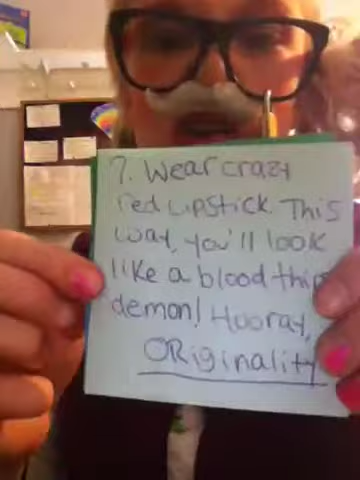 7. Wear crazy
red Lipstick. This
way, you'll look
like a blood
demon! Hooray,
ORiginality